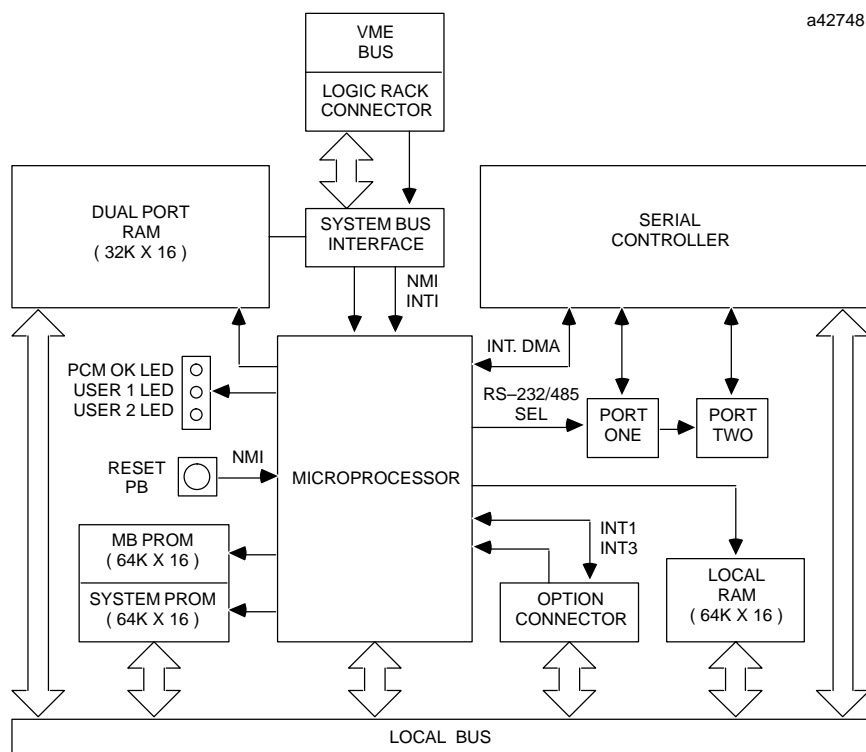 a42748
VME
BUS
LOGIC RACK
CONNECTOR
DUAL PORT
RAM
( 32K X 16 )
SYSTEM BUS
INTERFACE
SERIAL
CONTROLLER
NMI
INTI
PCM OK LED
USER 1 LED
USER 2 LED
INT. DMA
RS–232/485
SEL
PORT
ONE
PORT
TWO
RESET
PB
NMI
MICROPROCESSOR
MB PROM
(64K X 16 )
SYSTEM PROM
(64K X 16 )
INT1
INT3
OPTION
CONNECTOR
LOCAL
RAM
( 64K X 16 )
LOCAL BUS